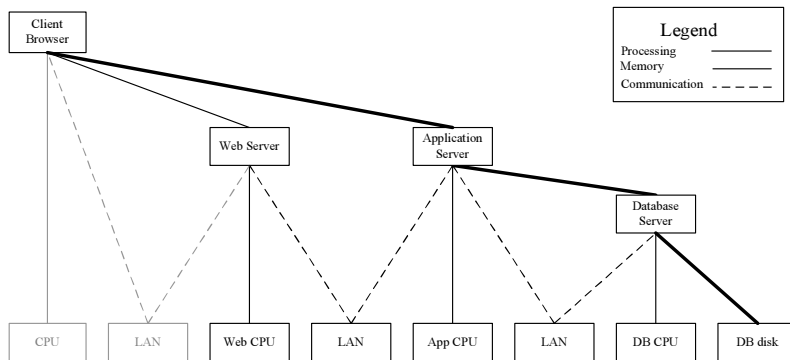 Client
Browser
Legend
Processing
Memory
Communication
Web Server
Application
Server
Database
Server
CPU
LAN
Web CPU
LAN
App CPU
LAN
DB CPU
DB disk